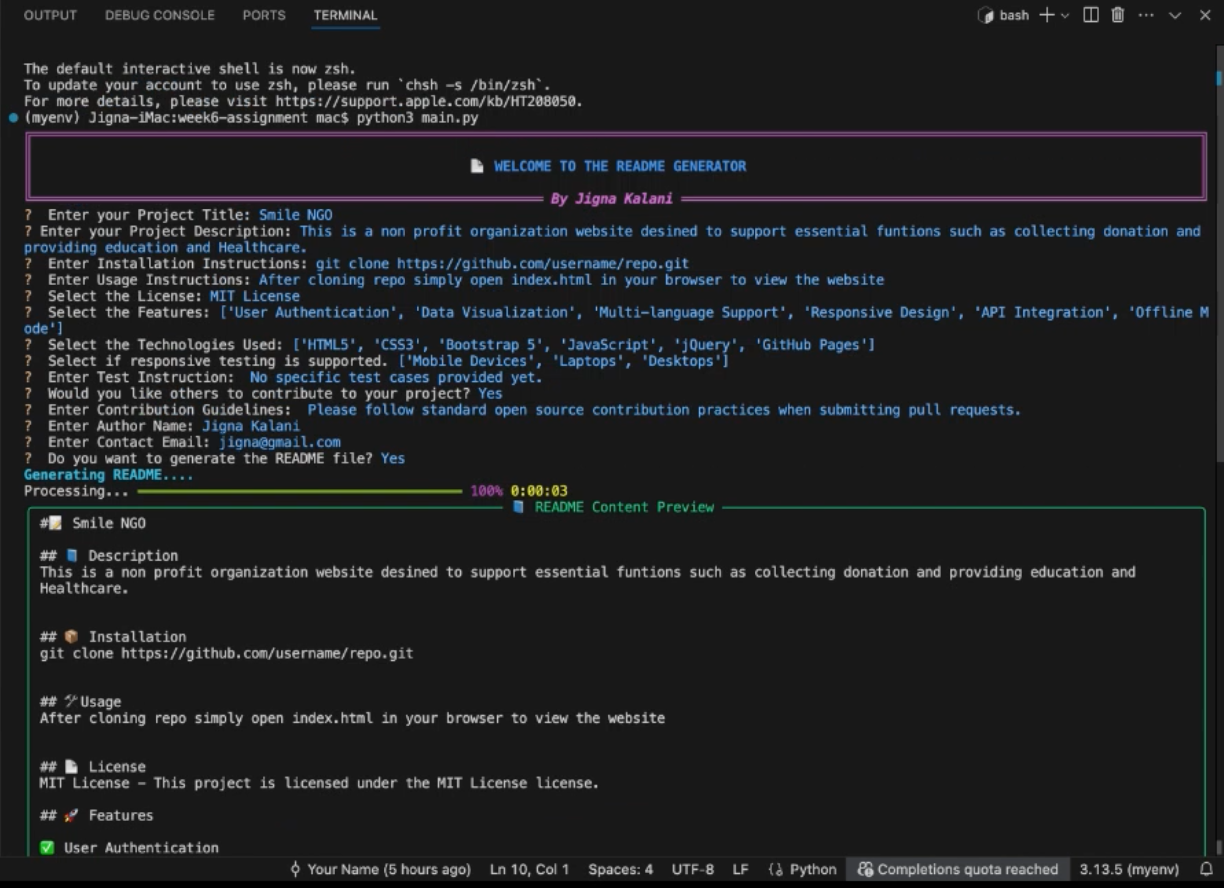 OUTPUT DEBUG CONSOLE PORTS TERMINAL bash
The default interactive shell is now zsh.
To update your account to use zsh, please run `chsh -s /bin/zsh`.
For more details, please visit https://support.apple.com/kb/HT208050.
(myenv) Jigna-iMac:week6-assignment mac$ python3 main.py
WELCOME TO THE README GENERATOR
By Jigna Kalani
? Enter your Project Title: Smile NGO
? Enter your Project Description: This is a non profit organization website desined to support essential funtions such as collecting donation and
providing education and Healthcare.
? Enter Installation Instructions: git clone https://github.com/username/repo.git
? Enter Usage Instructions: After cloning repo simply open index.html in your browser to view the website
? Select the License: MIT License
? Select the Features: ['User Authentication', 'Data Visualization', 'Multi-language Support', 'Responsive Design', 'API Integration', 'Offline M
ode']
? Select the Technologies Used: ['HTML5', 'CSS3', 'Bootstrap 5', 'JavaScript', 'jQuery', 'GitHub Pages']
? Select if responsive testing is supported. ['Mobile Devices', 'Laptops', 'Desktops']
? Enter Test Instruction: No specific test cases provided yet.
? Would you like others to contribute to your project? Yes
? Enter Contribution Guidelines: Please follow standard open source contribution practices when submitting pull requests.
? Enter Author Name: Jigna Kalani
? Enter Contact Email: jigna@gmail.com
? Do you want to generate the README file? Yes
Generating README....
Processing... 100% 0:00:03
README Content Preview
#📝 Smile NGO
## 📘 Description
This is a non profit organization website desined to support essential funtions such as collecting donation and providing education and
Healthcare.
## 📦 Installation
git clone https://github.com/username/repo.git
## 🛠 Usage
After cloning repo simply open index.html in your browser to view the website
## 📄 License
MIT License – This project is licensed under the MIT License license.
## 🚀 Features
✅ User Authentication
Your Name (5 hours ago) Ln 10, Col 1 Spaces: 4 UTF-8 LF Python Completions quota reached 3.13.5 (myenv)